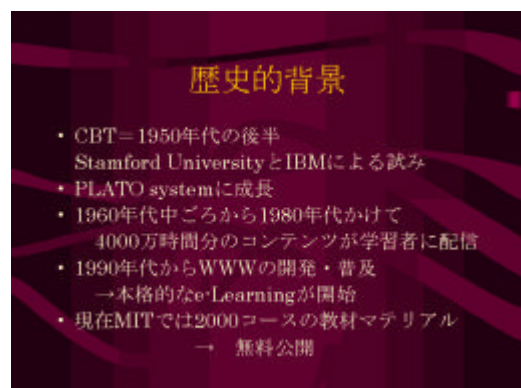 歴史的背景
・ CBT＝1950年代の後半
Stamford UniversityとIBMによる試み
・ PLATO systemに成長
・ 1960年代中ごろから1980年代かけて
4000万時間分のコンテンツが学習者に配信
・ 1990年代からWWWの開発・普及
→本格的なe-Learningが開始
・ 現在MITでは2000コースの教材マテリアル
→ 無料公開